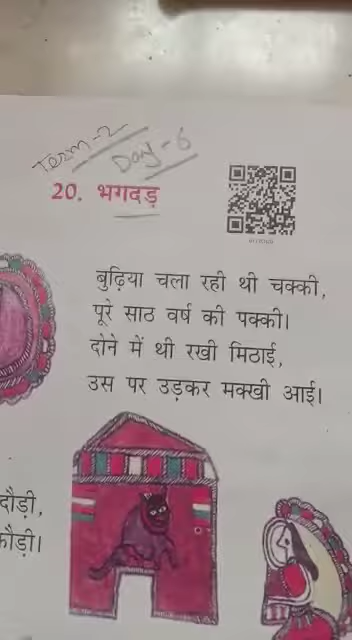 Term-2
Day-6
20. भगदड़
बुढ़िया चला रही थी चक्की,
पूरे साठ वर्ष की पक्की।
दोने में थी रखी मिठाई,
उस पर उड़कर मक्खी आई।
दौड़ी,
कौड़ी।